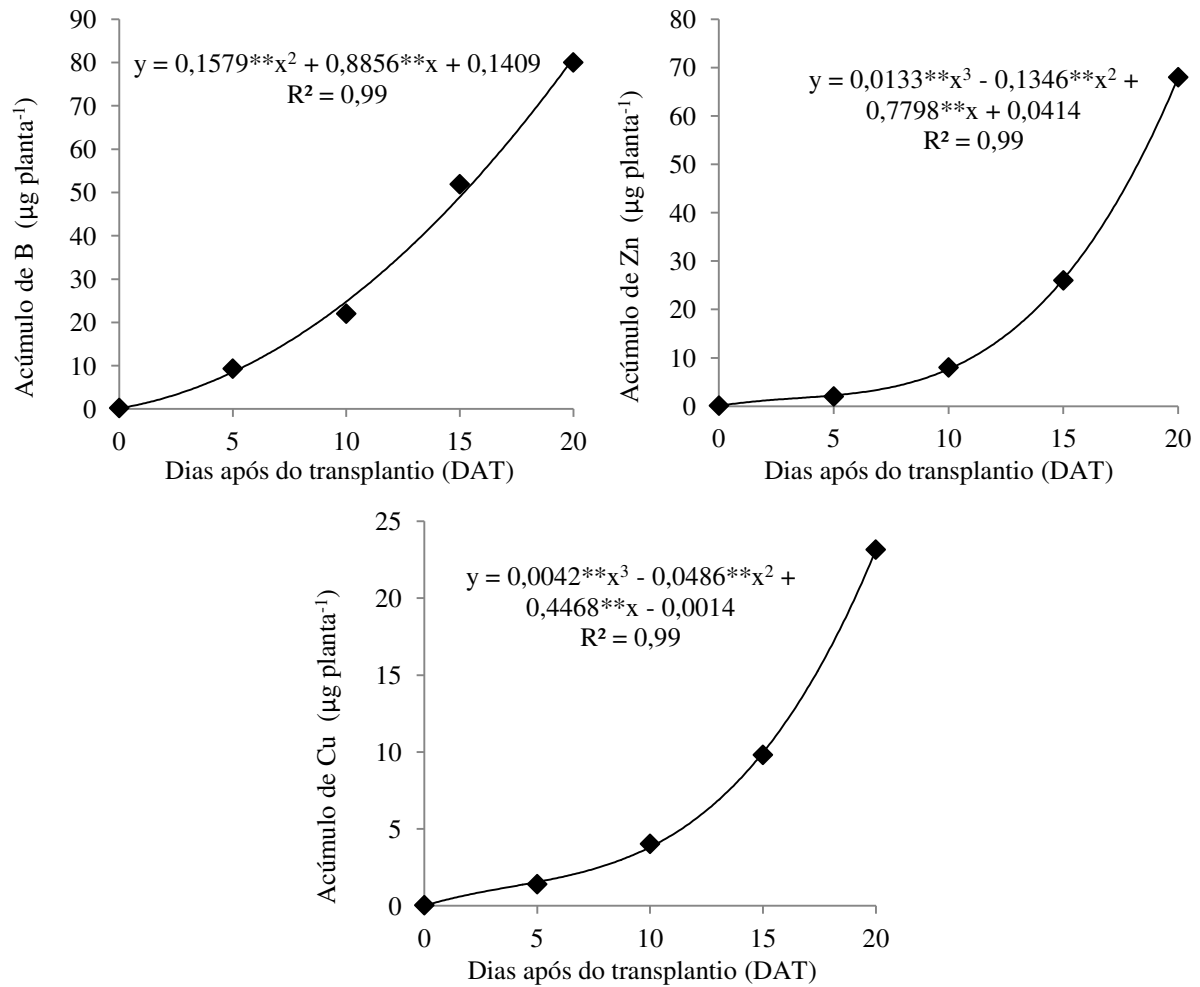 Acúmulo de B (µg planta⁻¹)
90
80
70
60
50
40
30
20
10
0
y = 0,1579**x² + 0,8856**x + 0,1409
R² = 0,99
0 5 10 15 20
Dias após do transplantio (DAT)
Acúmulo de Zn (µg planta⁻¹)
80
70
60
50
40
30
20
10
0
y = 0,0133**x³ - 0,1346**x² +
0,7798**x + 0,0414
R² = 0,99
0 5 10 15 20
Dias após do transplantio (DAT)
Acúmulo de Cu (µg planta⁻¹)
25
20
15
10
5
0
y = 0,0042**x³ - 0,0486**x² +
0,4468**x - 0,0014
R² = 0,99
0 5 10 15 20
Dias após do transplantio (DAT)